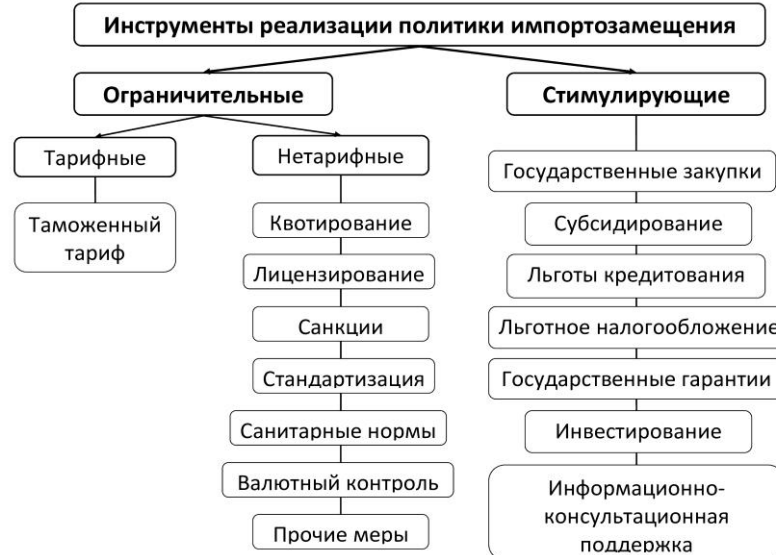 Инструменты реализации политики импортозамещения
Ограничительные
Стимулирующие
Тарифные
Нетарифные
Таможенный
тариф
Квотирование
Лицензирование
Санкции
Стандартизация
Санитарные нормы
Валютный контроль
Прочие меры
Государственные закупки
Субсидирование
Льготы кредитования
Льготное налогообложение
Государственные гарантии
Инвестирование
Информационно-
консультационная
поддержка